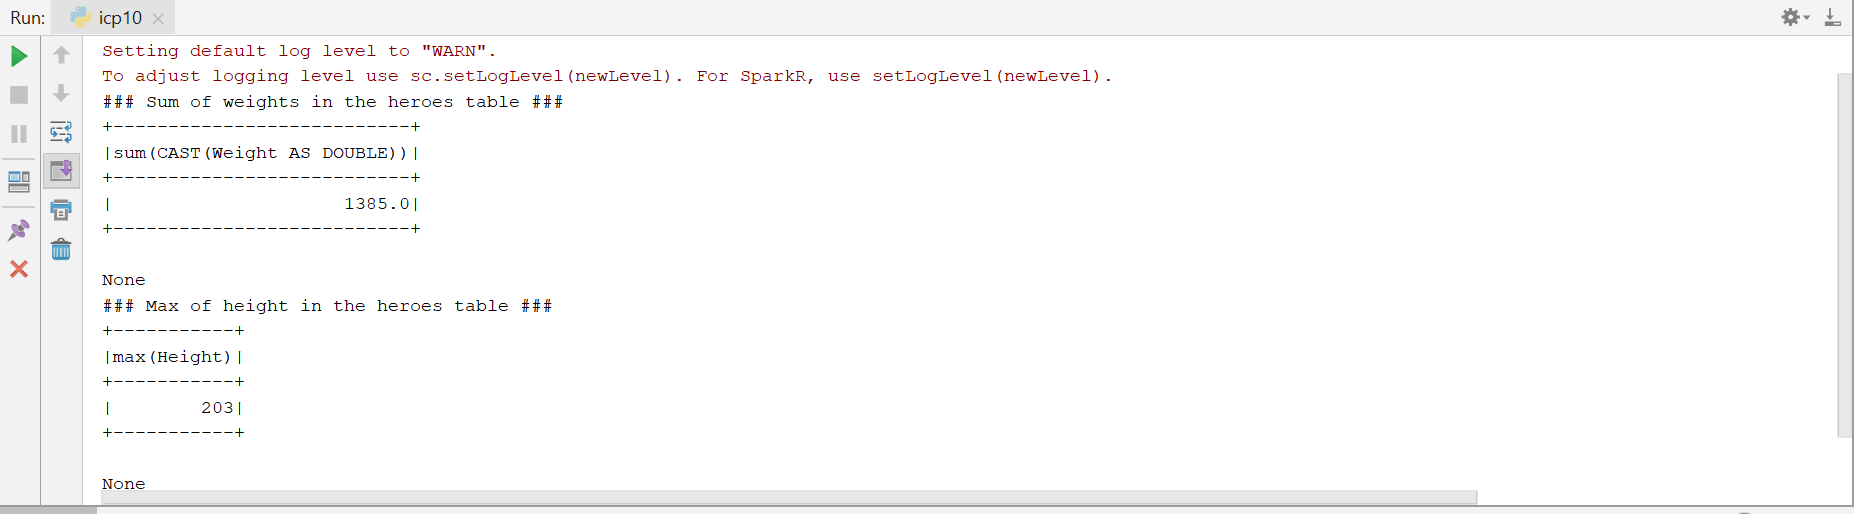 Run: icp10
Setting default log level to "WARN".
To adjust logging level use sc.setLogLevel(newLevel). For SparkR, use setLogLevel(newLevel).
### Sum of weights in the heroes table ###
+---------------------------+
|sum(CAST(Weight AS DOUBLE))|
+---------------------------+
|                     1385.0|
+---------------------------+
None
### Max of height in the heroes table ###
+-----------+
|max(Height)|
+-----------+
|        203|
+-----------+
None